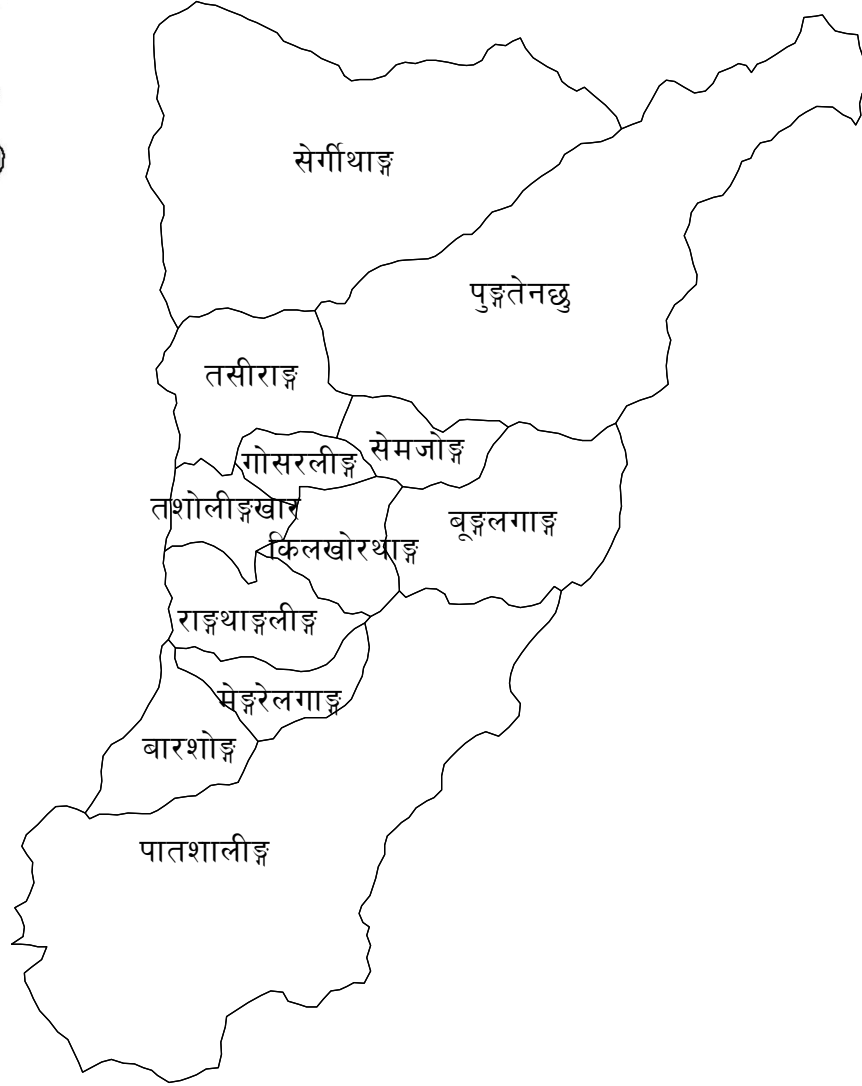 सेर्गीथाङ्ग
पुङ्गतेनछु
तसीराङ्ग
सेमजोङ्ग
गोसरलीङ्ग
तशोलीङ्गखार
बूङ्गलगाङ्ग
किलखोरथाङ्ग
राङ्गथाङ्गलीङ्ग
मेङ्गरेलगाङ्ग
बारशोङ्ग
पातशालीङ्ग